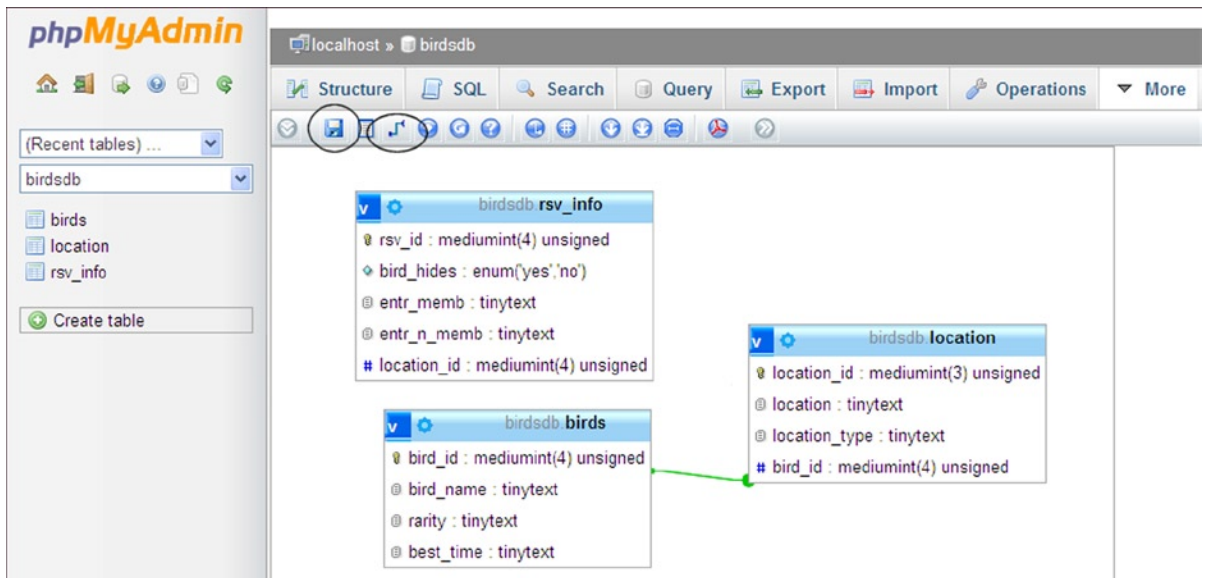 phpMyAdmin
(Recent tables) ...
birdsdb
birds
location
rsv_info
Create table
localhost » birdsdb
Structure SQL Search Query Export Import Operations More
v birdsdb.rsv_info
rsv_id : mediumint(4) unsigned
bird_hides : enum('yes','no')
entr_memb : tinytext
entr_n_memb : tinytext
# location_id : mediumint(4) unsigned
v birdsdb.birds
bird_id : mediumint(4) unsigned
bird_name : tinytext
rarity : tinytext
best_time : tinytext
v birdsdb.location
location_id : mediumint(3) unsigned
location : tinytext
location_type : tinytext
# bird_id : mediumint(4) unsigned